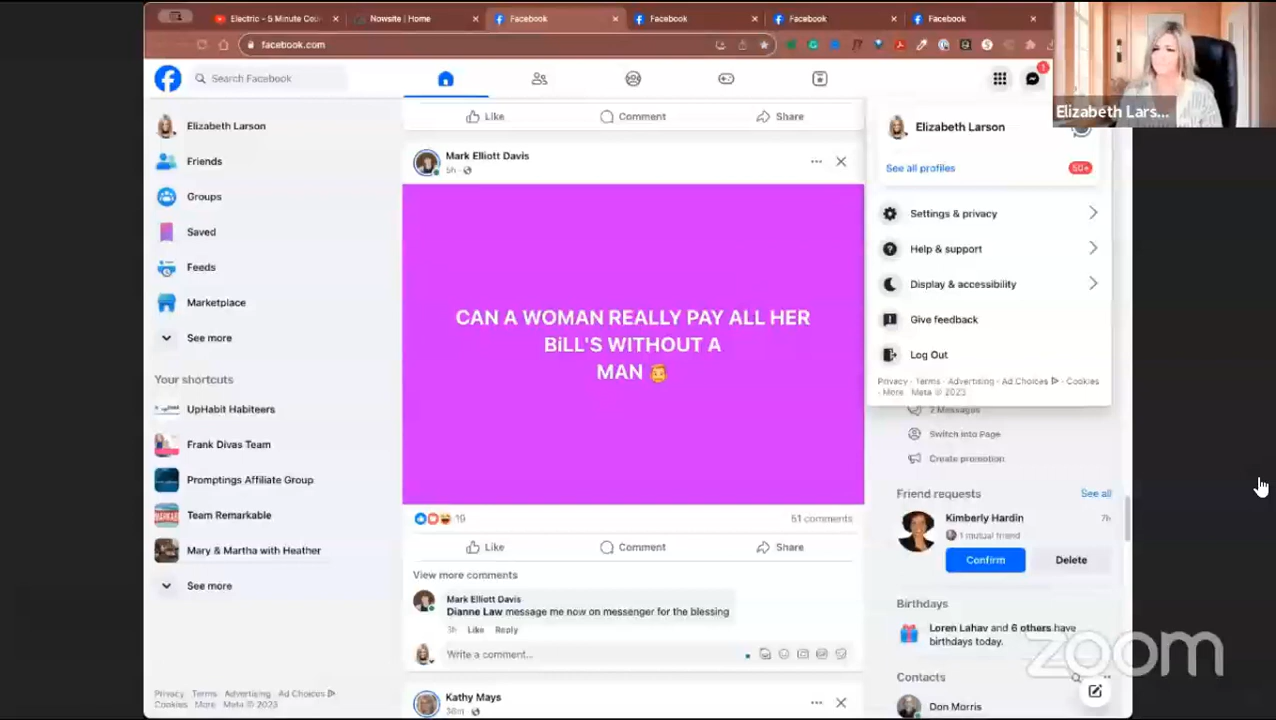 Electric - 5 Minute Coo
Nowsite | Home
Facebook
Facebook
Facebook
Facebook
facebook.com
Search Facebook
1
Elizabeth Lars...
Elizabeth Larson
Friends
Groups
Saved
Feeds
Marketplace
See more
Your shortcuts
UpHabit Habiteers
Frank Divas Team
Promptings Affiliate Group
Team Remarkable
Mary & Martha with Heather
See more
Privacy · Terms · Advertising · Ad Choices
Cookies · More · Meta © 2023
Like Comment Share
Mark Elliott Davis
5h ·
CAN A WOMAN REALLY PAY ALL HER
BiLL'S WITHOUT A
MAN
19
51 comments
Like Comment Share
View more comments
Mark Elliott Davis
Dianne Law message me now on messenger for the blessing
3h Like Reply
Write a comment...
Kathy Mays
38m ·
Elizabeth Larson
See all profiles
50+
Settings & privacy
Help & support
Display & accessibility
Give feedback
Log Out
Privacy · Terms · Advertising · Ad Choices · Cookies
· More · Meta © 2023
2 Messages
Switch into Page
Create promotion
Friend requests
See all
Kimberly Hardin
7h
1 mutual friend
Confirm
Delete
Birthdays
Loren Lahav and 6 others have
birthdays today.
Contacts
Don Morris
zoom